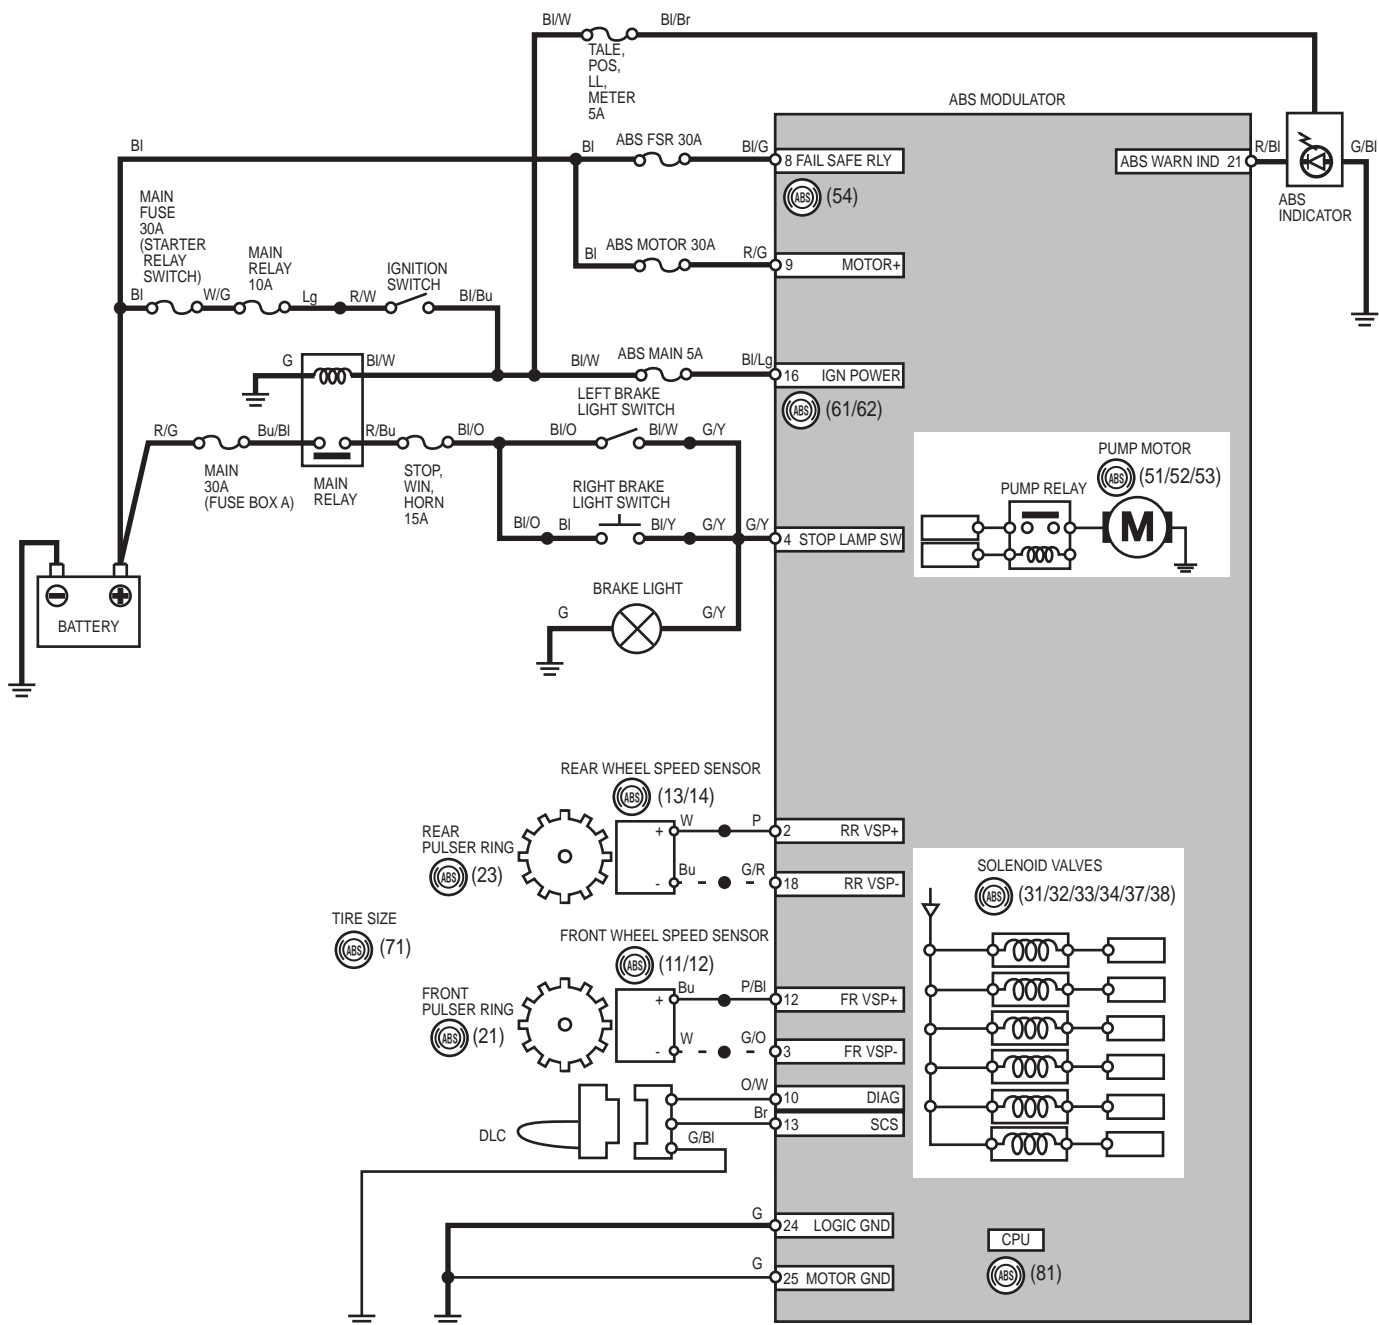 Bl/W
Bl/Br
TALE,
POS,
LL,
METER
5A
ABS MODULATOR
Bl
Bl
ABS FSR 30A
Bl/G
8 FAIL SAFE RLY
ABS WARN IND 21
R/Bl
G/Bl
ABS
(54)
ABS
INDICATOR
MAIN
FUSE
30A
(STARTER
RELAY
SWITCH)
MAIN
RELAY
10A
IGNITION
SWITCH
Bl
ABS MOTOR 30A
R/G
9 MOTOR+
Bl
W/G
Lg
R/W
Bl/Bu
G
Bl/W
Bl/W
ABS MAIN 5A
Bl/Lg
16 IGN POWER
ABS
(61/62)
LEFT BRAKE
LIGHT SWITCH
R/G
Bu/Bl
R/Bu
Bl/O
Bl/O
Bl/W
G/Y
MAIN
30A
(FUSE BOX A)
MAIN
RELAY
STOP,
WIN,
HORN
15A
RIGHT BRAKE
LIGHT SWITCH
Bl/O
Bl
Bl/Y
G/Y
G/Y
4 STOP LAMP SW
PUMP MOTOR
ABS
(51/52/53)
PUMP RELAY
M
BATTERY
BRAKE LIGHT
G
G/Y
REAR WHEEL SPEED SENSOR
ABS
(13/14)
REAR
PULSER RING
ABS
(23)
+
W
P
2 RR VSP+
-
Bu
G/R
18 RR VSP-
SOLENOID VALVES
ABS
(31/32/33/34/37/38)
TIRE SIZE
ABS
(71)
FRONT WHEEL SPEED SENSOR
ABS
(11/12)
FRONT
PULSER RING
ABS
(21)
+
Bu
P/Bl
12 FR VSP+
-
W
G/O
3 FR VSP-
DLC
O/W
10 DIAG
Br
13 SCS
G/Bl
G
24 LOGIC GND
G
25 MOTOR GND
CPU
ABS
(81)